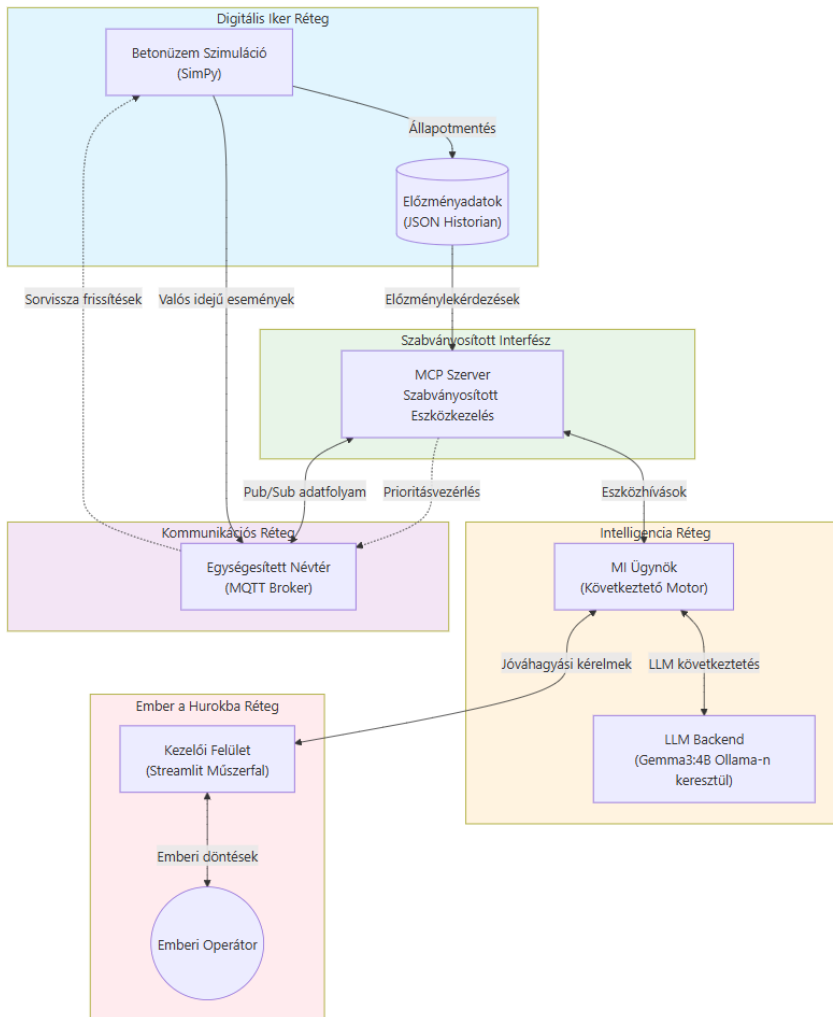 Digitális Iker Réteg
Betonüzem Szimuláció
(SimPy)
Állapotmentés
Előzményadatok
(JSON Historian)
Sorvissza frissítések
Valós idejű események
Előzménylekérdezések
Szabványosított Interfész
MCP Szerver
Szabványosított
Eszközkezelés
Pub/Sub adatfolyam
Prioritásvezérlés
Eszközhívások
Kommunikációs Réteg
Egységesített Névtér
(MQTT Broker)
Intelligencia Réteg
MI Ügynök
(Következtető Motor)
Jóváhagyási kérelmek
LLM következtetés
Ember a Hurokba Réteg
Kezelői Felület
(Streamlit Műszerfal)
LLM Backend
(Gemma3:4B Ollama-n
keresztül)
Emberi döntések
Emberi Operátor